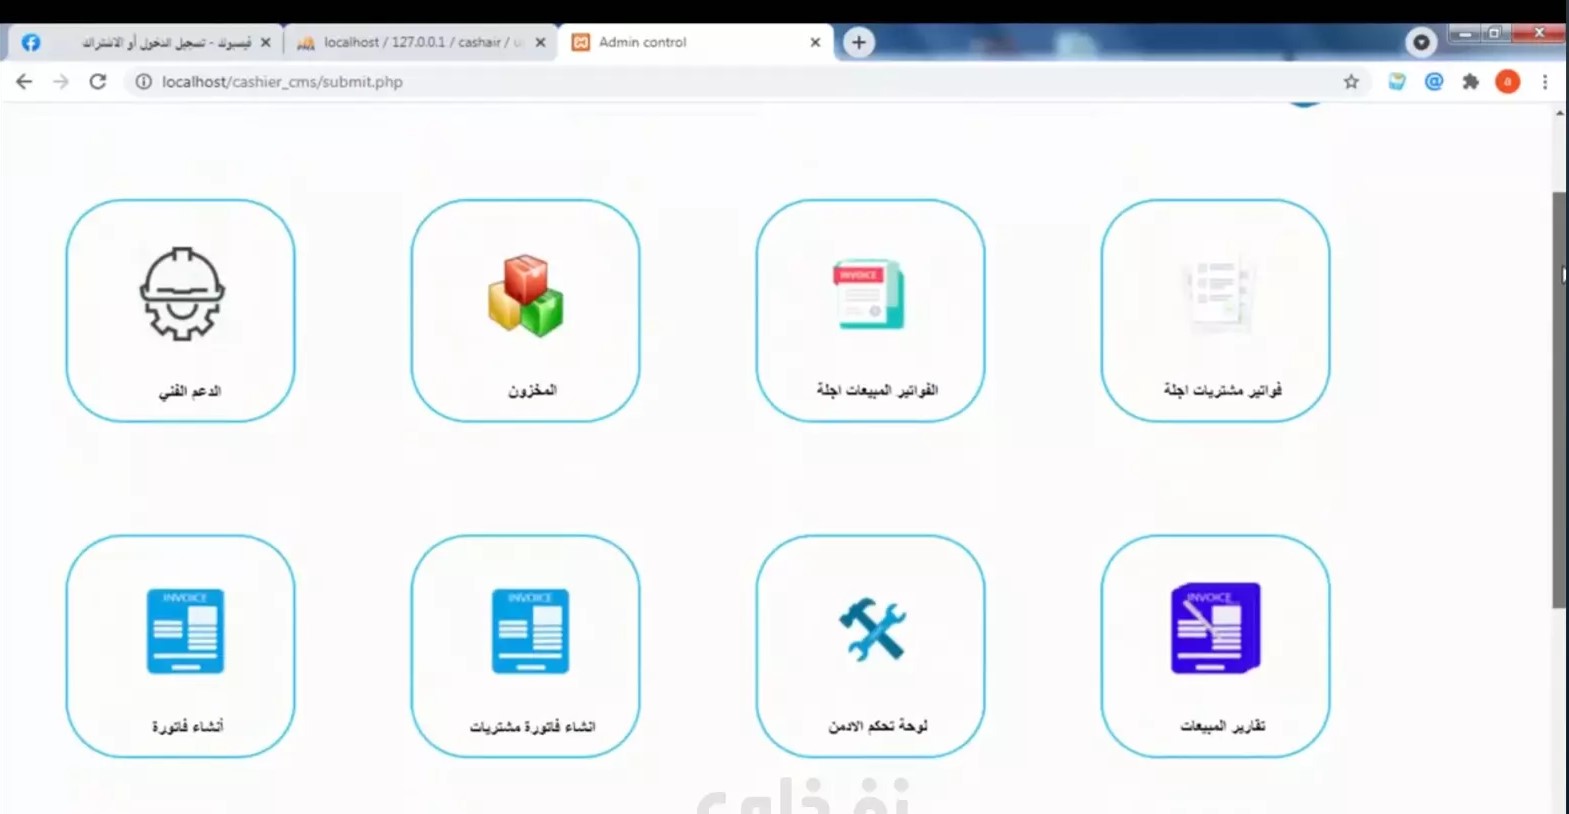 فيسبوك - تسجيل الدخول أو الاشتراك
localhost / 127.0.0.1 / cashair / u
Admin control
localhost/cashier_cms/submit.php
a
INVOICE
فواتير مشتريات اجلة
الفواتير المبيعات اجلة
المخزون
الدعم الفني
INVOICE
INVOICE
INVOICE
تقارير المبيعات
لوحة تحكم الادمن
انشاء فاتورة مشتريات
أنشاء فاتورة